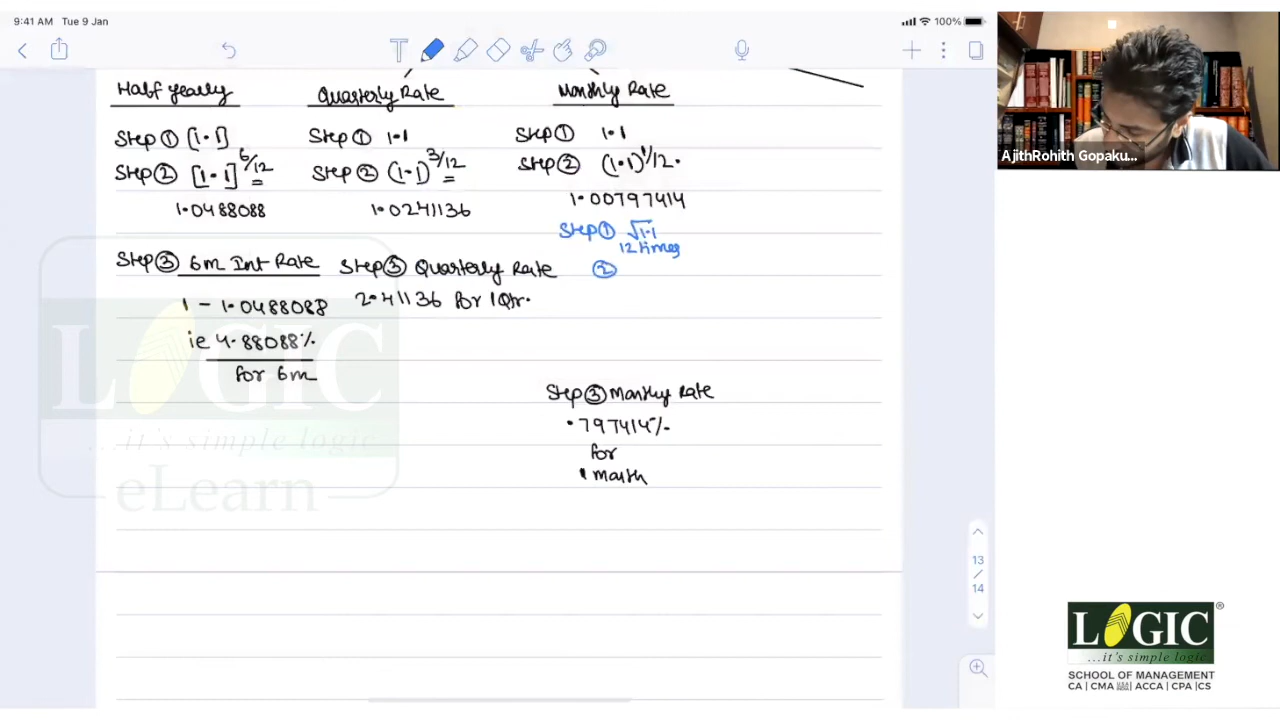 9:41 AM Tue 9 Jan
100%
Half yearly
Step ① [1.1]
Step ② [1.1]^6/12
1.0488088
Step ③ 6m Int Rate
1 - 1.0488088
ie 4.88088%
for 6m
Quarterly Rate
Step ① 1.1
Step ② (1.1)^3/12
1.0241136
Step ③ Quarterly Rate
2.41136 for 1 Qtr.
Monthly Rate
Step ① 1.1
Step ② (1.1)^1/12.
1.00797414
Step ① √1.1
12 times
②
Step ③ Monthly Rate
.797414%
for
1 month
LOGIC
...it's simple logic
eLearn
13
/
14
AjithRohith Gopaku...
LOGIC®
...it's simple logic
SCHOOL OF MANAGEMENT
CA | CMA | ACCA | CPA | CS